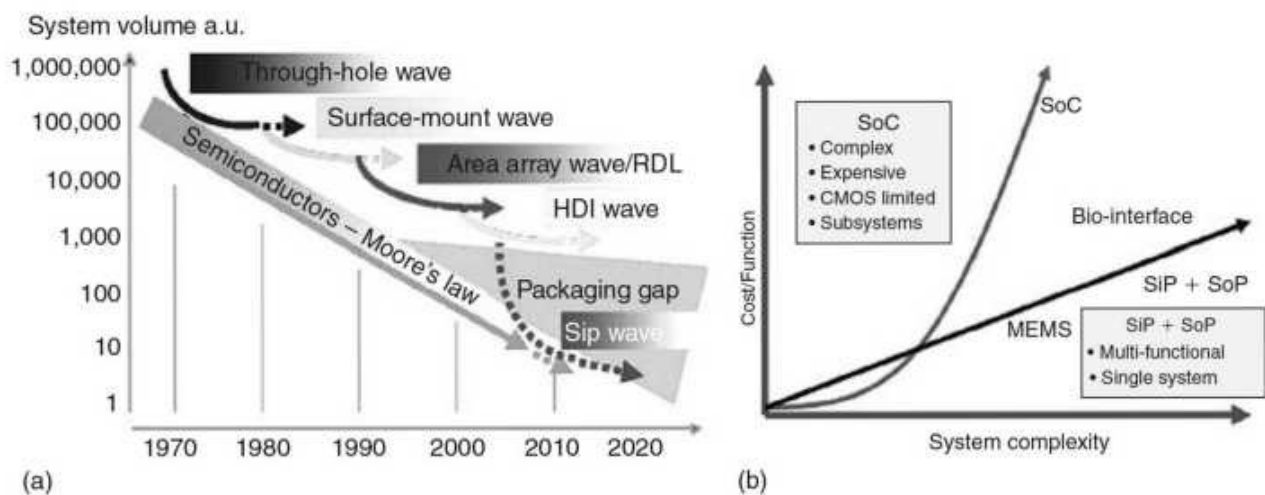 System volume a.u.
1,000,000
100,000
10,000
1,000
100
10
1
Through-hole wave
Surface-mount wave
Area array wave/RDL
HDI wave
Semiconductors – Moore's law
Packaging gap
Sip wave
1970 1980 1990 2000 2010 2020
(a)
Cost/Function
SoC
• Complex
• Expensive
• CMOS limited
• Subsystems
SoC
Bio-interface
SiP + SoP
MEMS
SiP + SoP
• Multi-functional
• Single system
System complexity
(b)